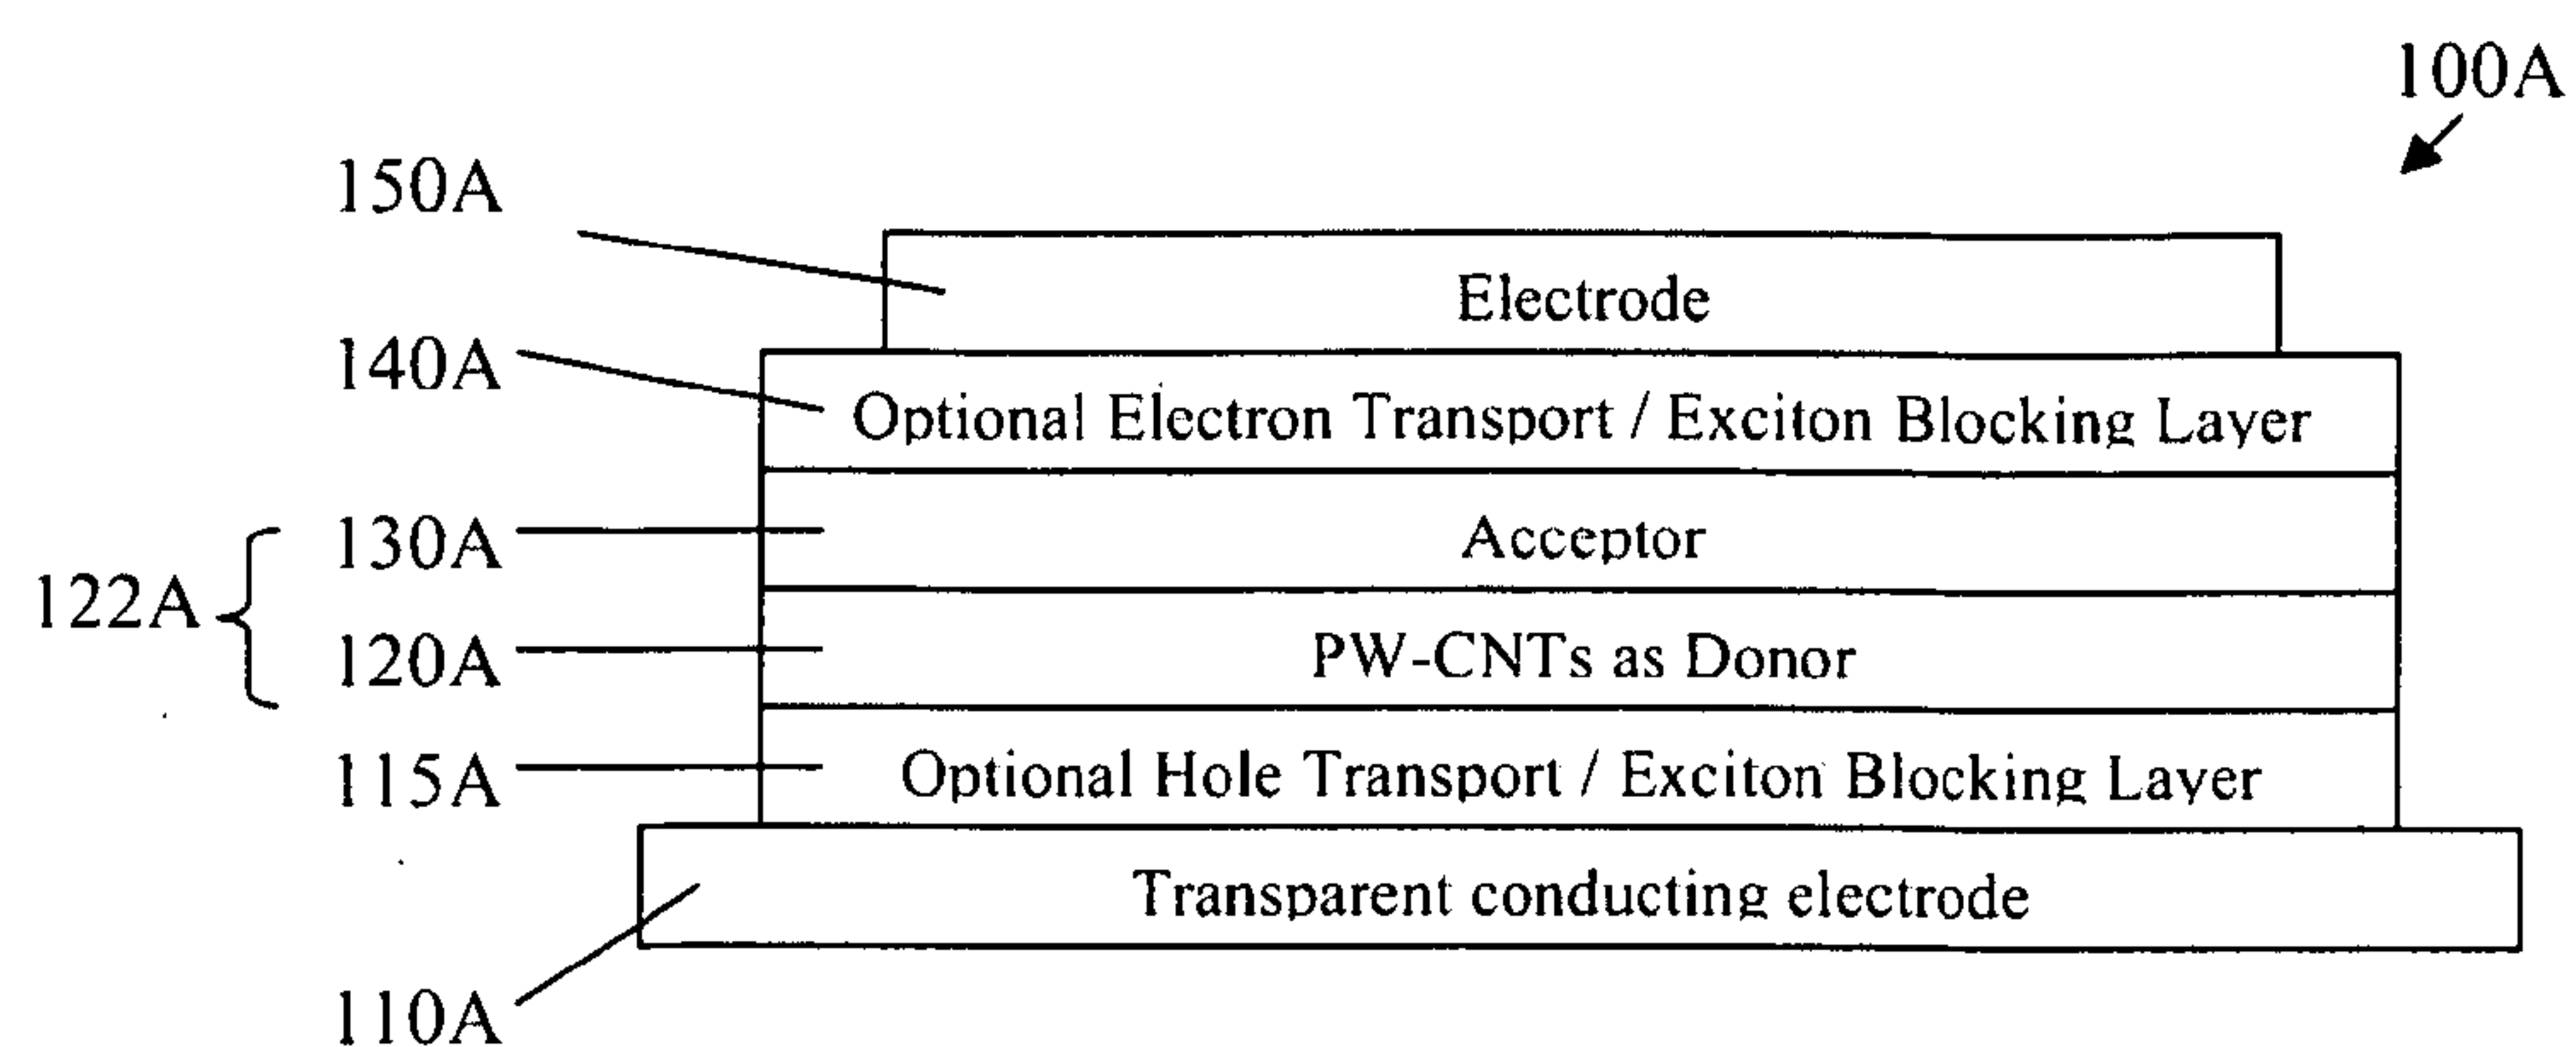 100A
150A
Electrode
140A
Optional Electron Transport / Exciton Blocking Layer
130A
Acceptor
122A
120A
PW-CNTs as Donor
115A
Optional Hole Transport / Exciton Blocking Layer
Transparent conducting electrode
110A